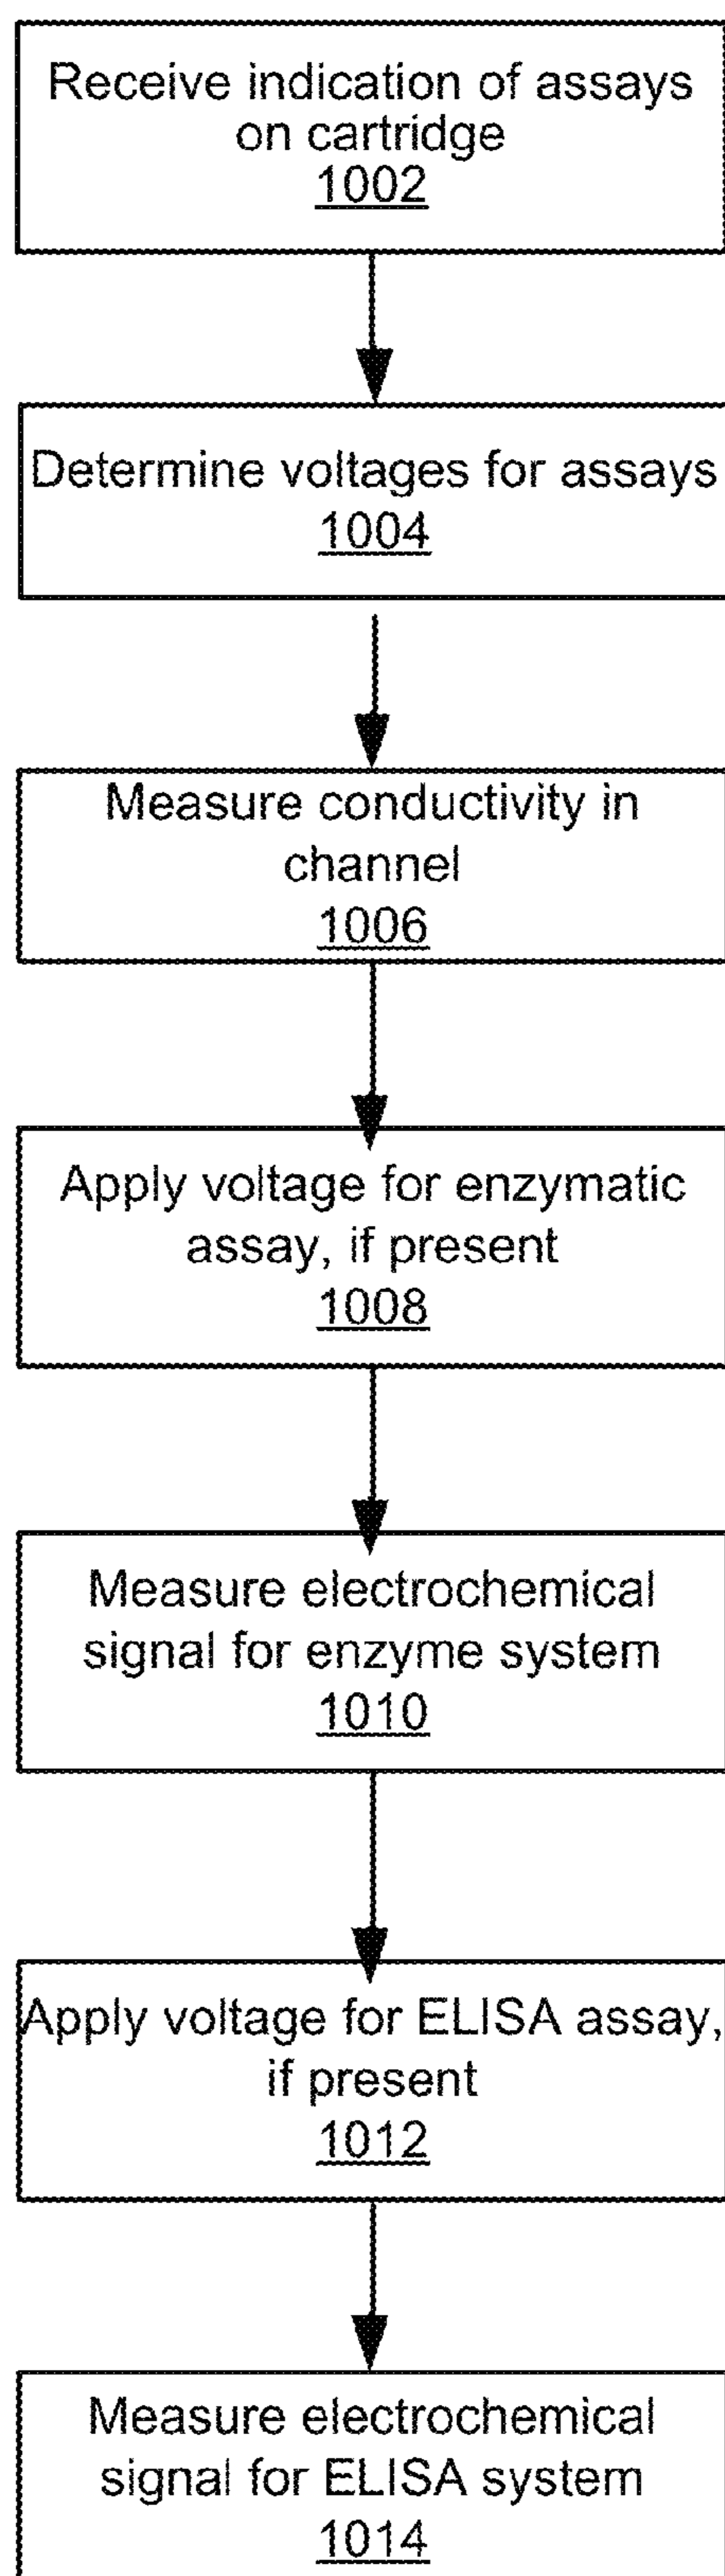 Receive indication of assays
on cartridge
1002
Determine voltages for assays
1004
Measure conductivity in
channel
1006
Apply voltage for enzymatic
assay, if present
1008
Measure electrochemical
signal for enzyme system
1010
Apply voltage for ELISA assay,
if present
1012
Measure electrochemical
signal for ELISA system
1014